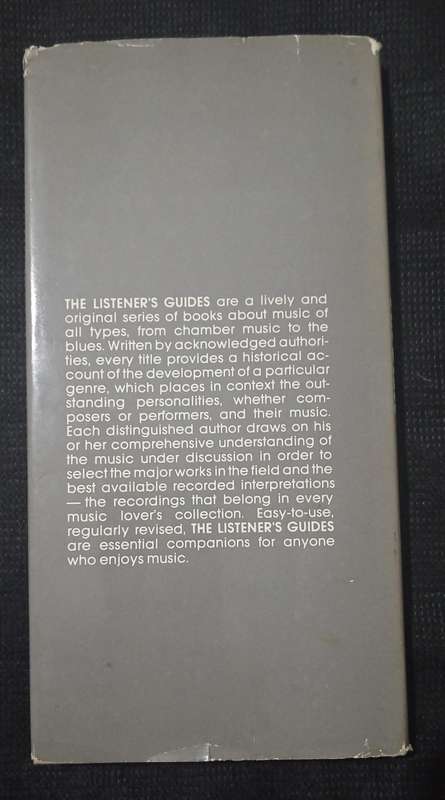 THE LISTENER'S GUIDES are a lively and
original series of books about music of
all types, from chamber music to the
blues. Written by acknowledged authori-
ties, every title provides a historical ac-
count of the development of a particular
genre, which places in context the out-
standing personalities, whether com-
posers or performers, and their music.
Each distinguished author draws on his
or her comprehensive understanding of
the music under discussion in order to
select the major works in the field and the
best available recorded interpretations
— the recordings that belong in every
music lover's collection. Easy-to-use,
regularly revised, THE LISTENER'S GUIDES
are essential companions for anyone
who enjoys music.